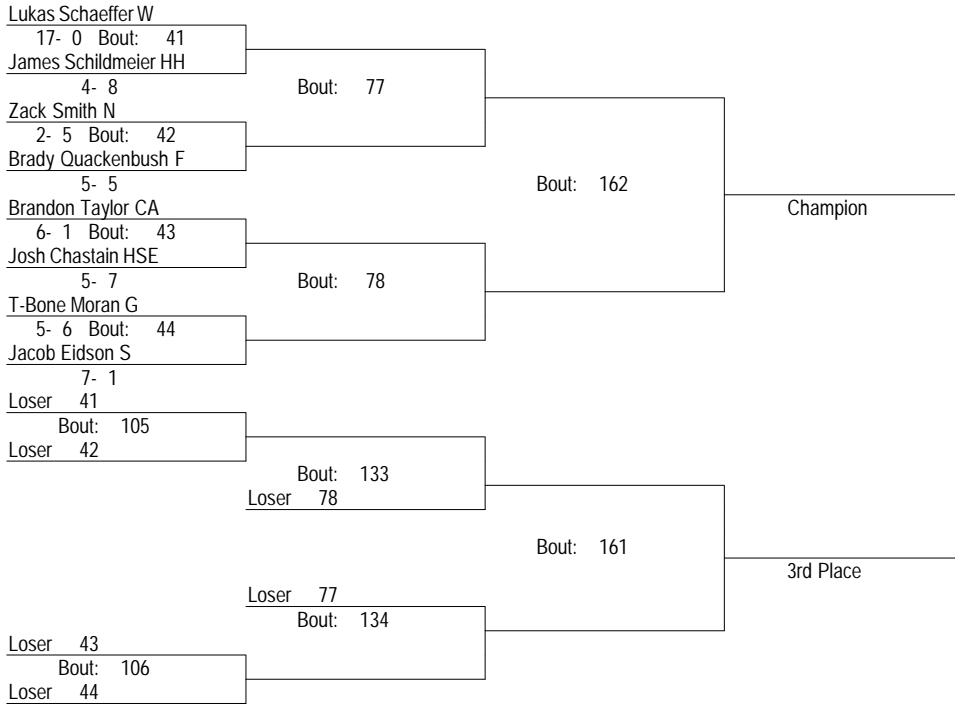 Lukas Schaeffer W
17- 0 Bout: 41
James Schildmeier HH
4- 8
Bout: 77
Zack Smith N
2- 5 Bout: 42
Brady Quackenbush F
5- 5
Bout: 162
Brandon Taylor CA
Champion
6- 1 Bout: 43
Josh Chastain HSE
5- 7
Bout: 78
T-Bone Moran G
5- 6 Bout: 44
Jacob Eidson S
7- 1
Loser 41
Bout: 105
Loser 42
Bout: 133
Loser 78
Bout: 161
3rd Place
Loser 77
Bout: 134
Loser 43
Bout: 106
Loser 44